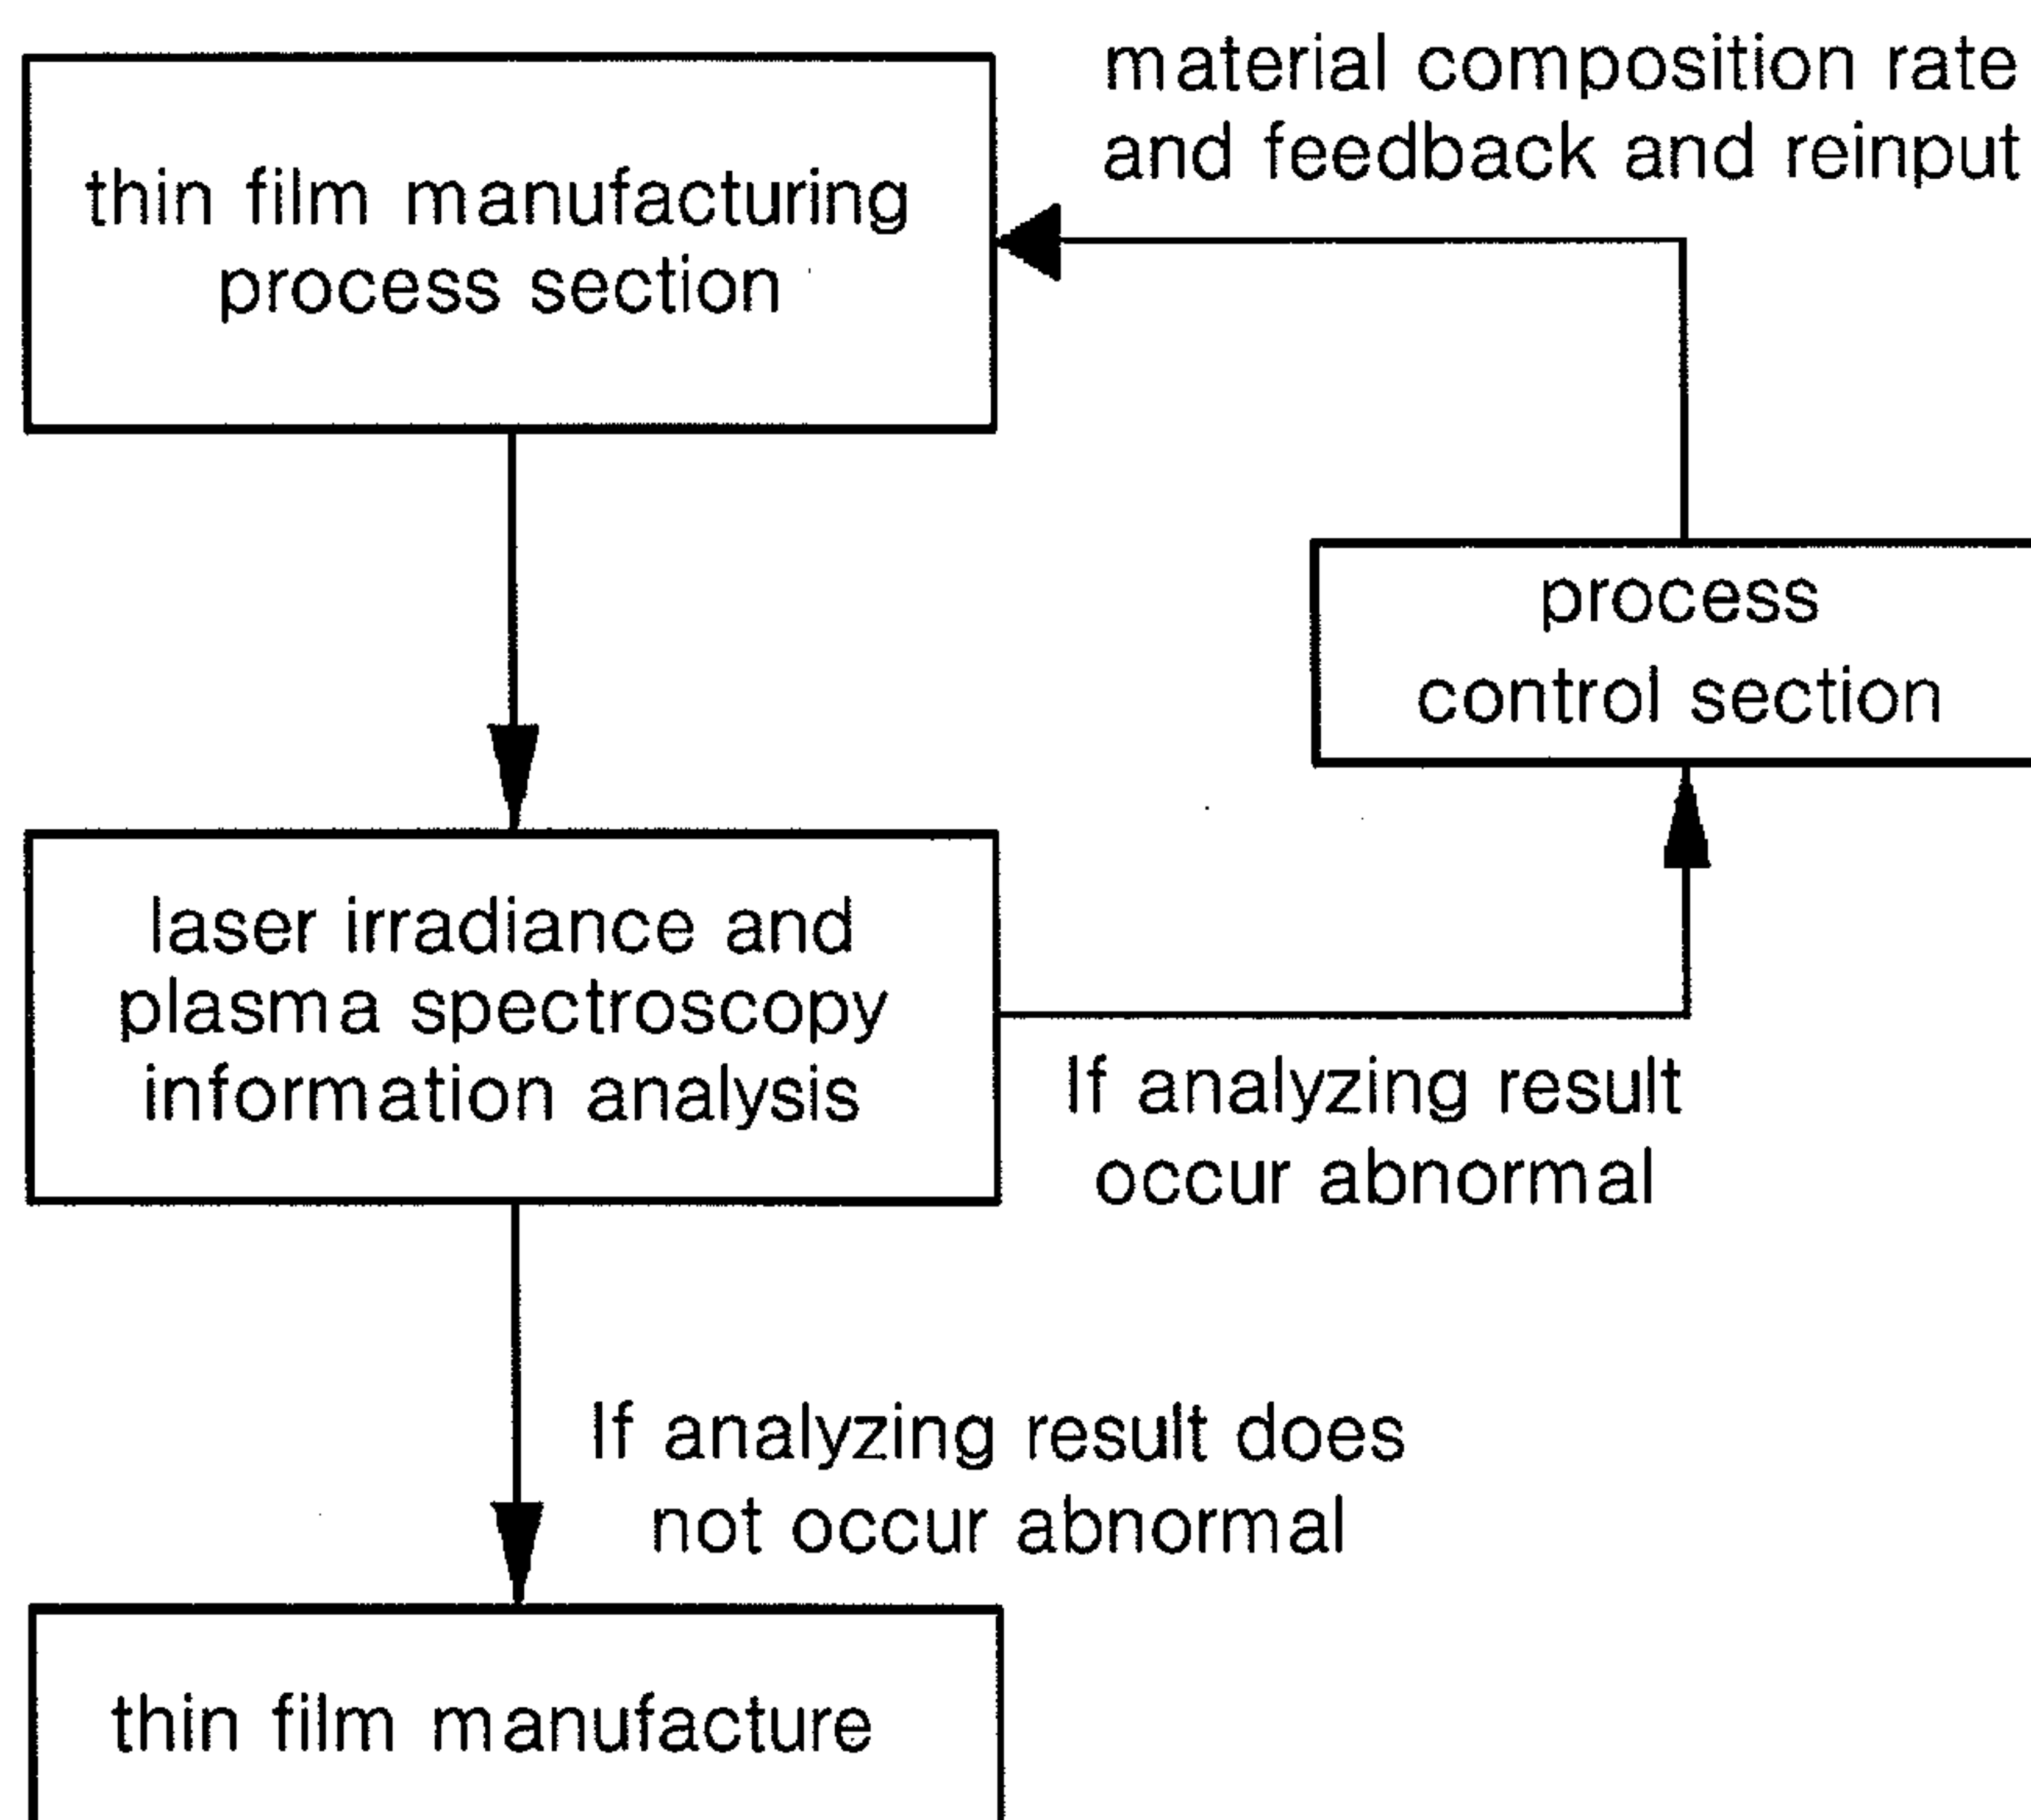 material composition rate
and feedback and reinput
thin film manufacturing
process section
process
control section
laser irradiance and
plasma spectroscopy
information analysis
If analyzing result
occur abnormal
If analyzing result does
not occur abnormal
thin film manufacture